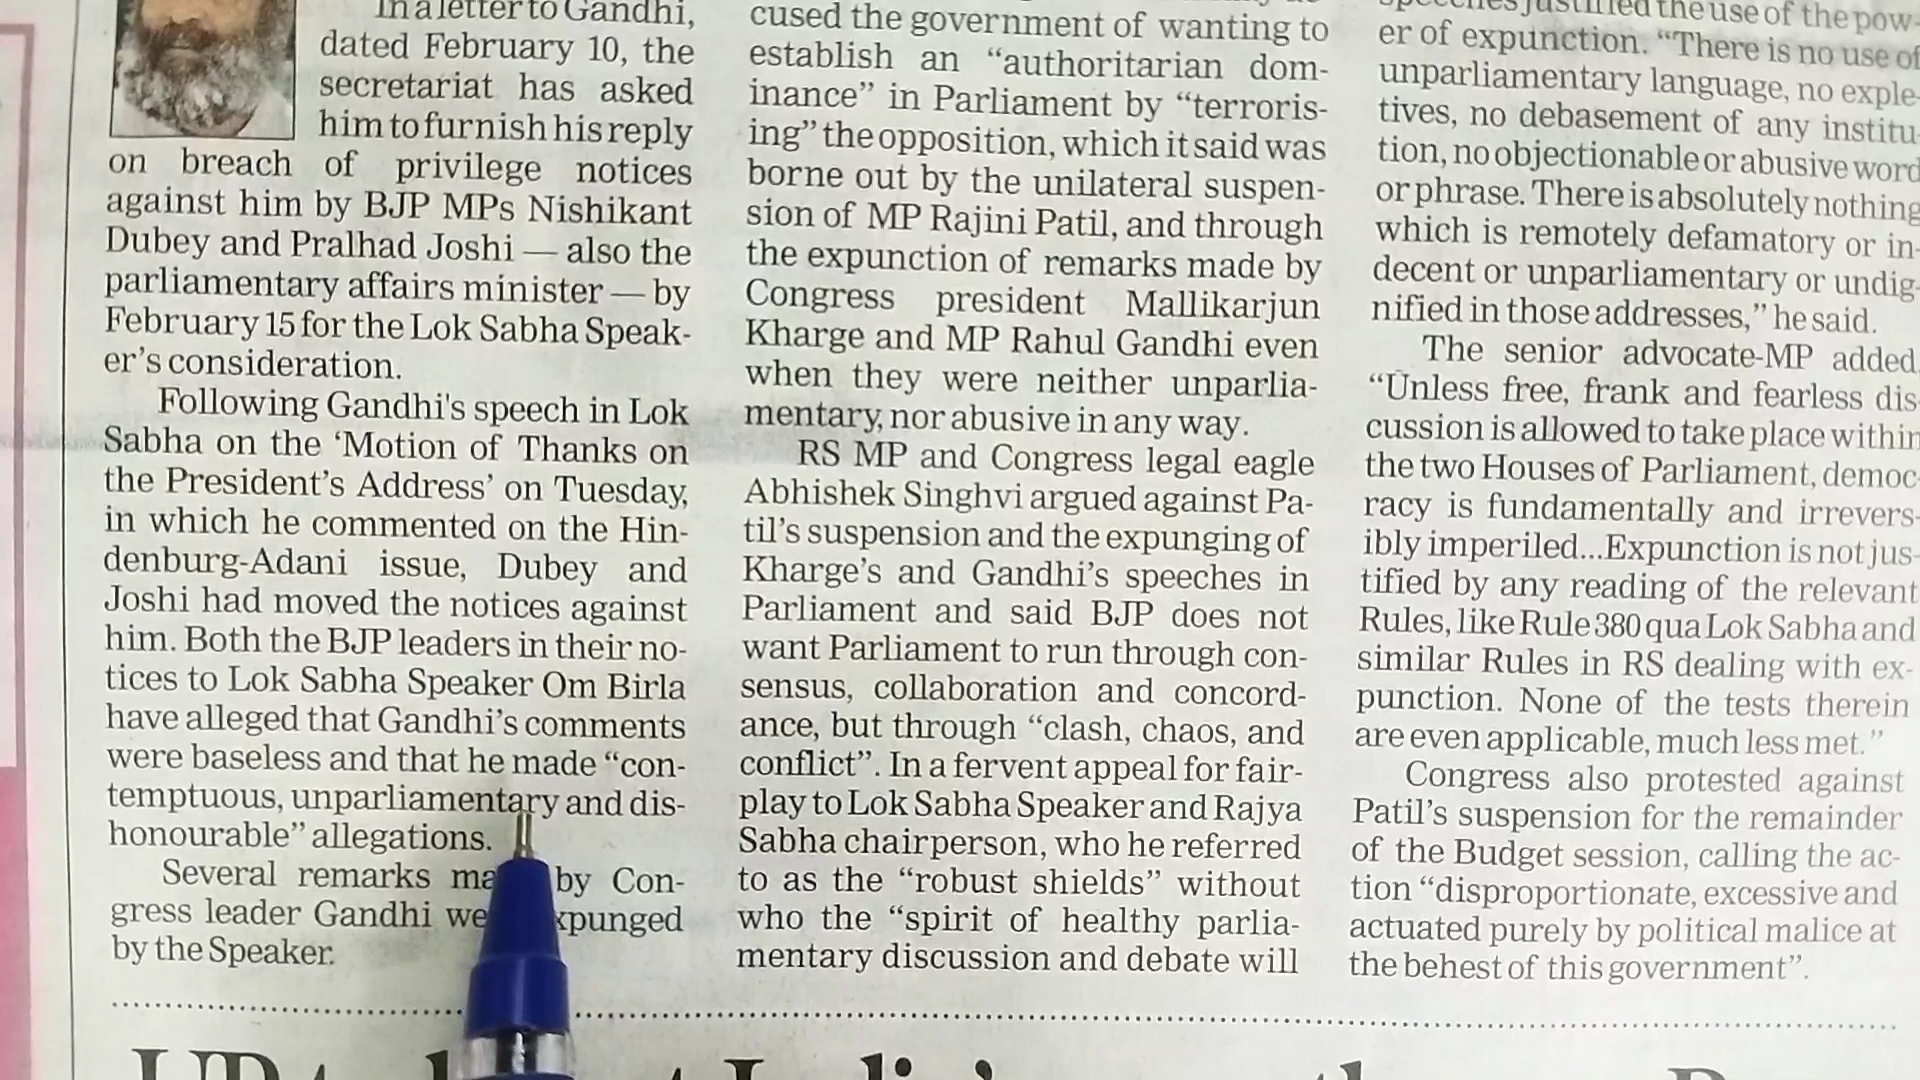 In a letter to Gandhi,
dated February 10, the
secretariat has asked
him to furnish his reply
on breach of privilege notices
against him by BJP MPs Nishikant
Dubey and Pralhad Joshi — also the
parliamentary affairs minister — by
February 15 for the Lok Sabha Speak-
er's consideration.
Following Gandhi's speech in Lok
Sabha on the ‘Motion of Thanks on
the President's Address’ on Tuesday,
in which he commented on the Hin-
denburg-Adani issue, Dubey and
Joshi had moved the notices against
him. Both the BJP leaders in their no-
tices to Lok Sabha Speaker Om Birla
have alleged that Gandhi's comments
were baseless and that he made “con-
temptuous, unparliamentary and dis-
honourable” allegations.
Several remarks by Con-
gress leader Gandhi
by the Speaker.
cused the government of wanting to
establish an “authoritarian dom-
inance” in Parliament by “terroris-
ing” the opposition, which it said was
borne out by the unilateral suspen-
sion of MP Rajini Patil, and through
the expunction of remarks made by
Congress president Mallikarjun
Kharge and MP Rahul Gandhi even
when they were neither unparlia-
mentary, nor abusive in any way.
RS MP and Congress legal eagle
Abhishek Singhvi argued against Pa-
til's suspension and the expunging of
Kharge's and Gandhi's speeches in
Parliament and said BJP does not
want Parliament to run through con-
sensus, collaboration and concord-
ance, but through “clash, chaos, and
conflict”. In a fervent appeal for fair-
play to Lok Sabha Speaker and Rajya
Sabha chairperson, who he referred
to as the “robust shields” without
who the “spirit of healthy parlia-
mentary discussion and debate will
speeches justified the use of the pow-
er of expunction. “There is no use of
unparliamentary language, no exple-
tives, no debasement of any institu-
tion, no objectionable or abusive word
or phrase. There is absolutely nothing
which is remotely defamatory or in-
decent or unparliamentary or undig-
nified in those addresses,” he said.
The senior advocate-MP added,
“Unless free, frank and fearless dis-
cussion is allowed to take place within
the two Houses of Parliament, democ-
racy is fundamentally and irrevers-
ibly imperiled...Expunction is not jus-
tified by any reading of the relevant
Rules, like Rule 380 qua Lok Sabha and
similar Rules in RS dealing with ex-
punction. None of the tests therein
are even applicable, much less met.”
Congress also protested against
Patil's suspension for the remainder
of the Budget session, calling the ac-
tion “disproportionate, excessive and
actuated purely by political malice at
the behest of this government”.